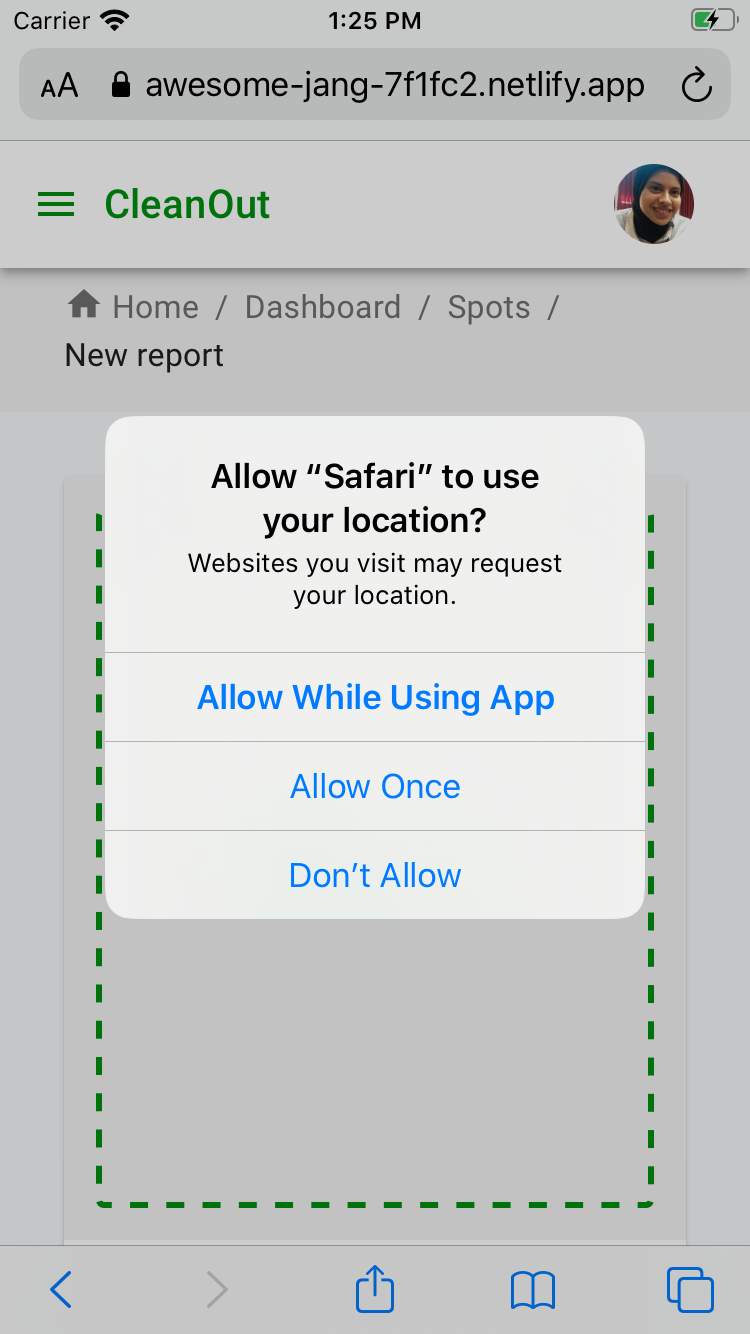 Carrier 1:25 PM
AA awesome-jang-7f1fc2.netlify.app
CleanOut
Home / Dashboard / Spots /
New report
Allow “Safari” to use
your location?
Websites you visit may request
your location.
Allow While Using App
Allow Once
Don’t Allow